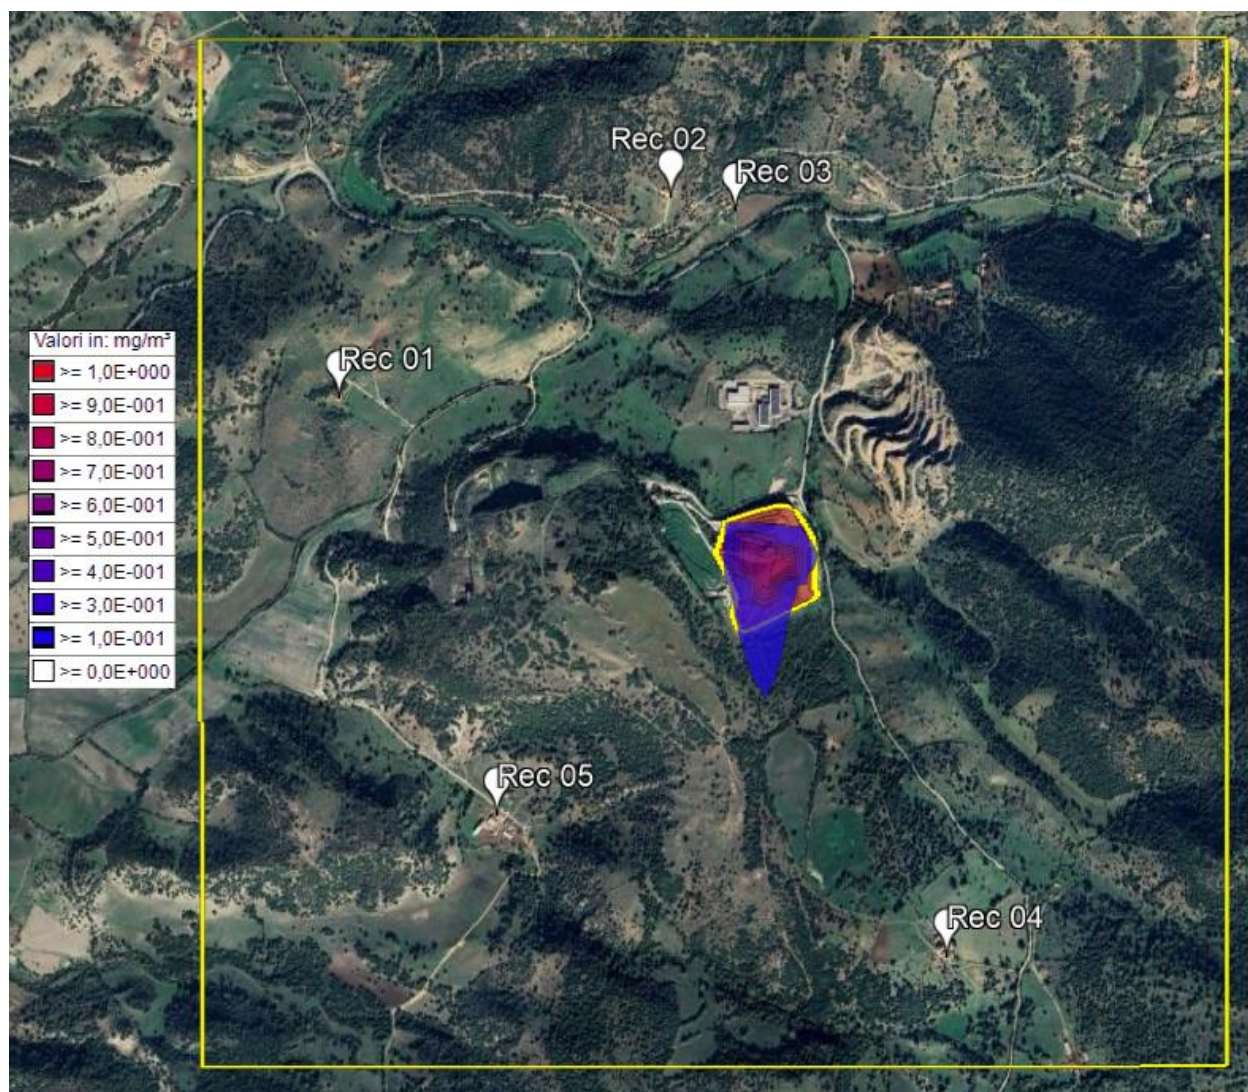 Rec 02
Rec 03
Rec 01
Valori in: mg/m³
>= 1,0E+000
>= 9,0E-001
>= 8,0E-001
>= 7,0E-001
>= 6,0E-001
>= 5,0E-001
>= 4,0E-001
>= 3,0E-001
>= 1,0E-001
>= 0,0E+000
Rec 05
Rec 04